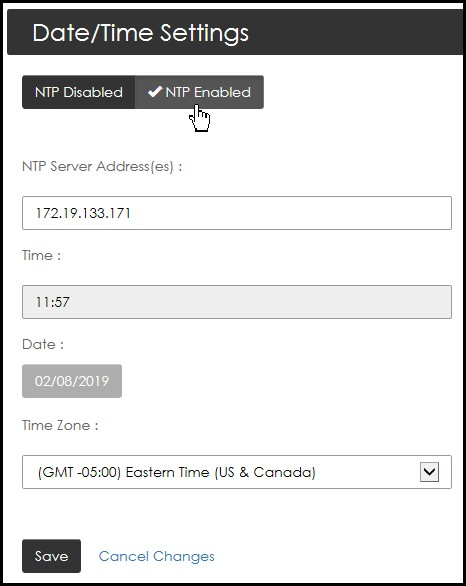 Date/Time Settings
NTP Disabled ✔ NTP Enabled
NTP Server Address(es) :
172.19.133.171
Time :
11:57
Date :
02/08/2019
Time Zone :
(GMT -05:00) Eastern Time (US & Canada)
Save Cancel Changes